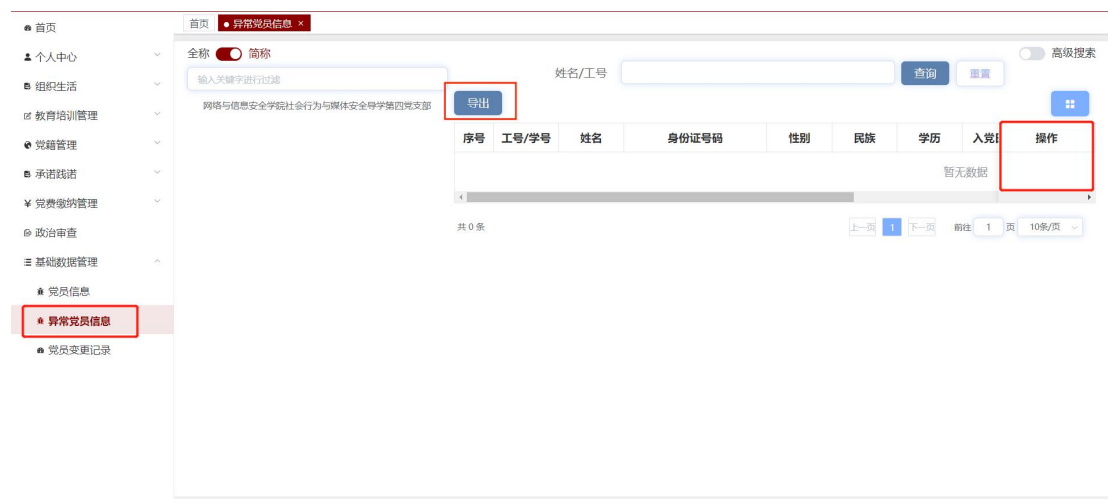 首页
个人中心
组织生活
教育培训管理
党籍管理
承诺践诺
¥ 党费缴纳管理
政治审查
基础数据管理
党员信息
异常党员信息
党员变更记录
首页 ● 异常党员信息 ×
全称 简称
高级搜索
输入关键字进行过滤
姓名/工号
查询 重置
网络与信息安全学院社会行为与媒体安全导学第四党支部
导出
序号 工号/学号 姓名 身份证号码 性别 民族 学历 入党 操作
暂无数据
共 0 条
上一页 1 下一页 前往 1 页 10条/页